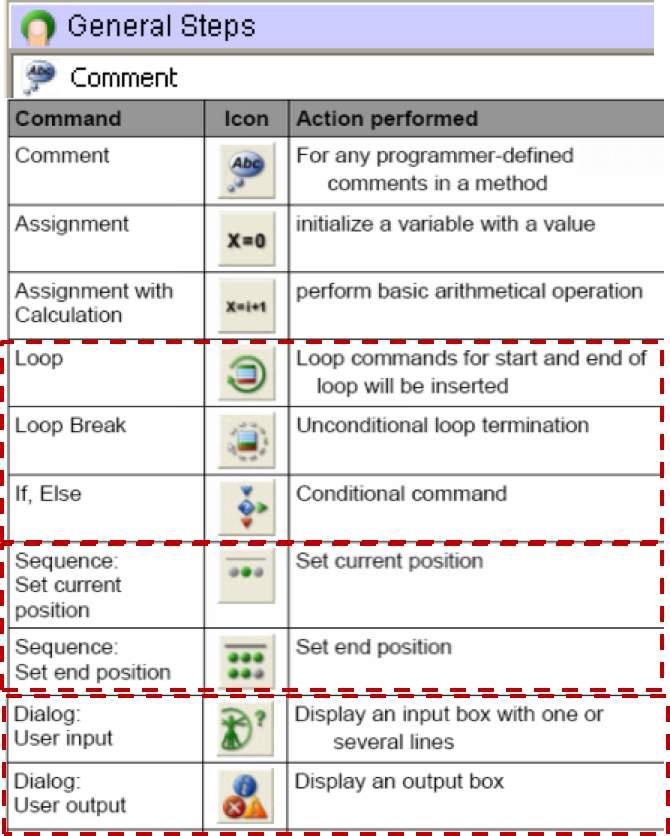 General Steps
Abc
Comment
Command Icon Action performed
Comment
Abc
For any programmer-defined
comments in a method
Assignment
X=0
initialize a variable with a value
Assignment with
Calculation
X=i+1
perform basic arithmetical operation
Loop
Loop commands for start and end of
loop will be inserted
Loop Break
Unconditional loop termination
If, Else
?
Conditional command
Sequence:
Set current
position
Set current position
Sequence:
Set end position
Set end position
Dialog:
User input
?
Display an input box with one or
several lines
Dialog:
User output
Display an output box